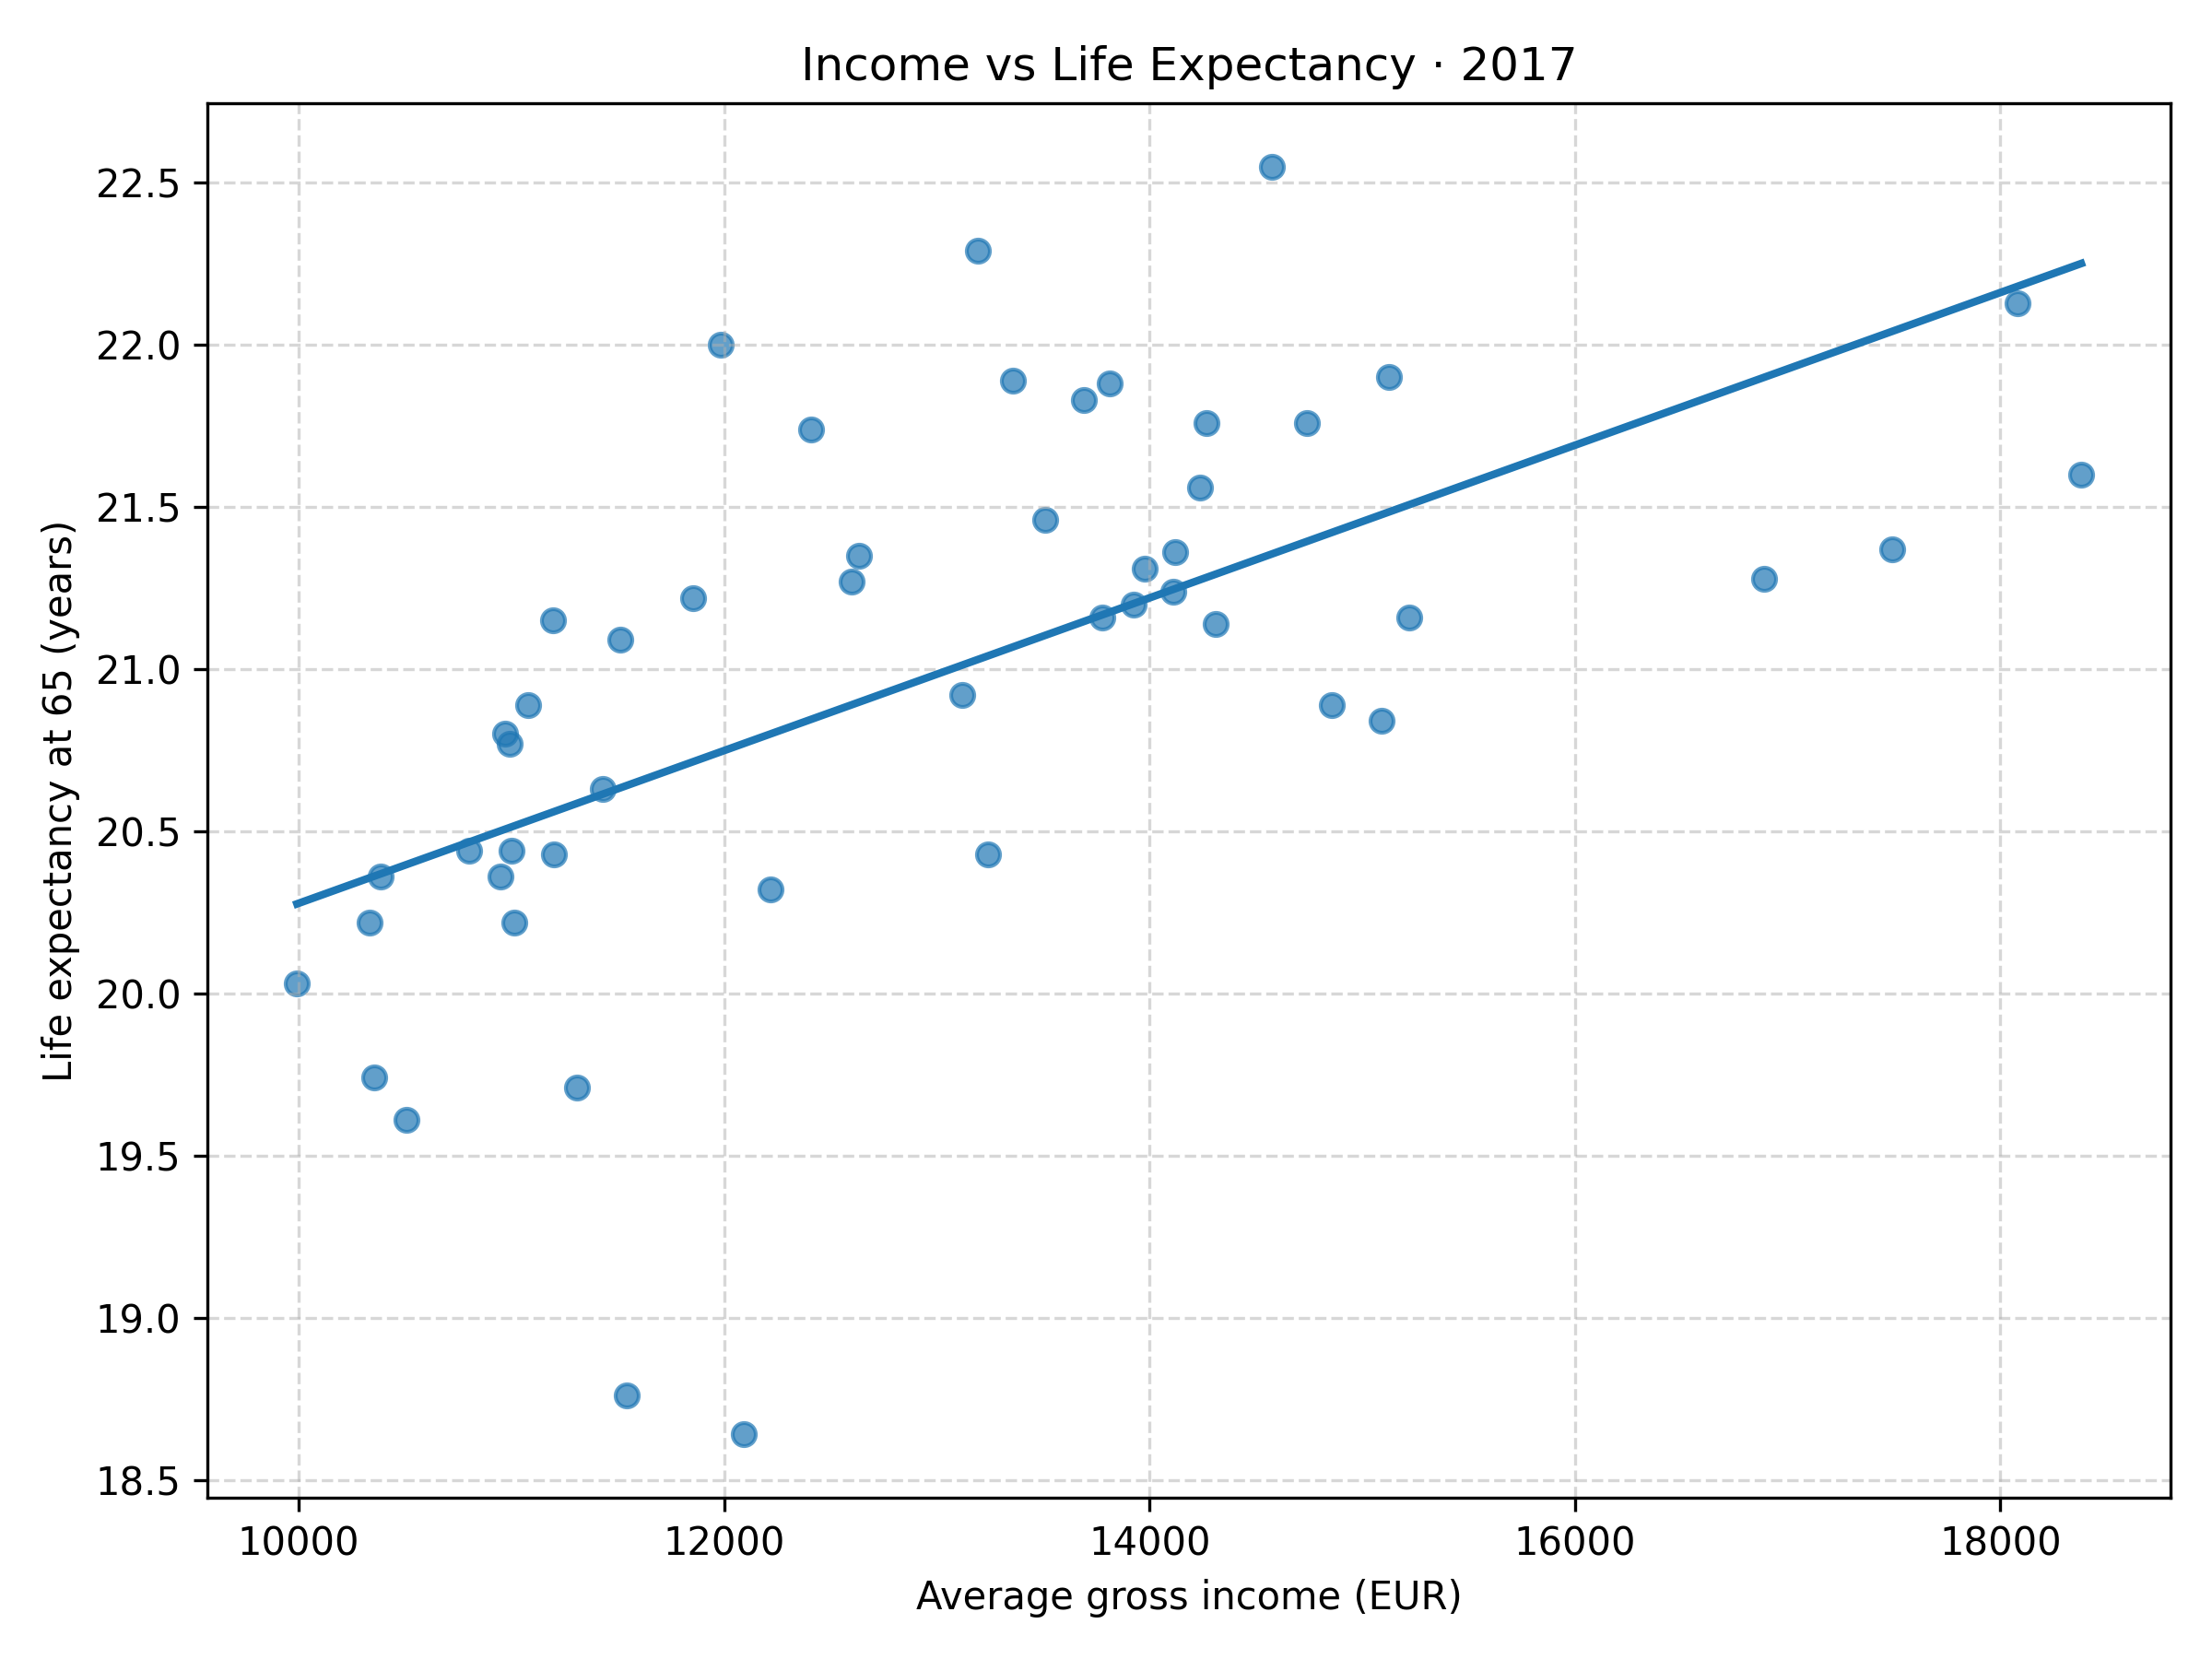 Income vs Life Expectancy · 2017
22.5
22.0
21.5
21.0
20.5
20.0
19.5
19.0
18.5
Life expectancy at 65 (years)
10000 12000 14000 16000 18000
Average gross income (EUR)